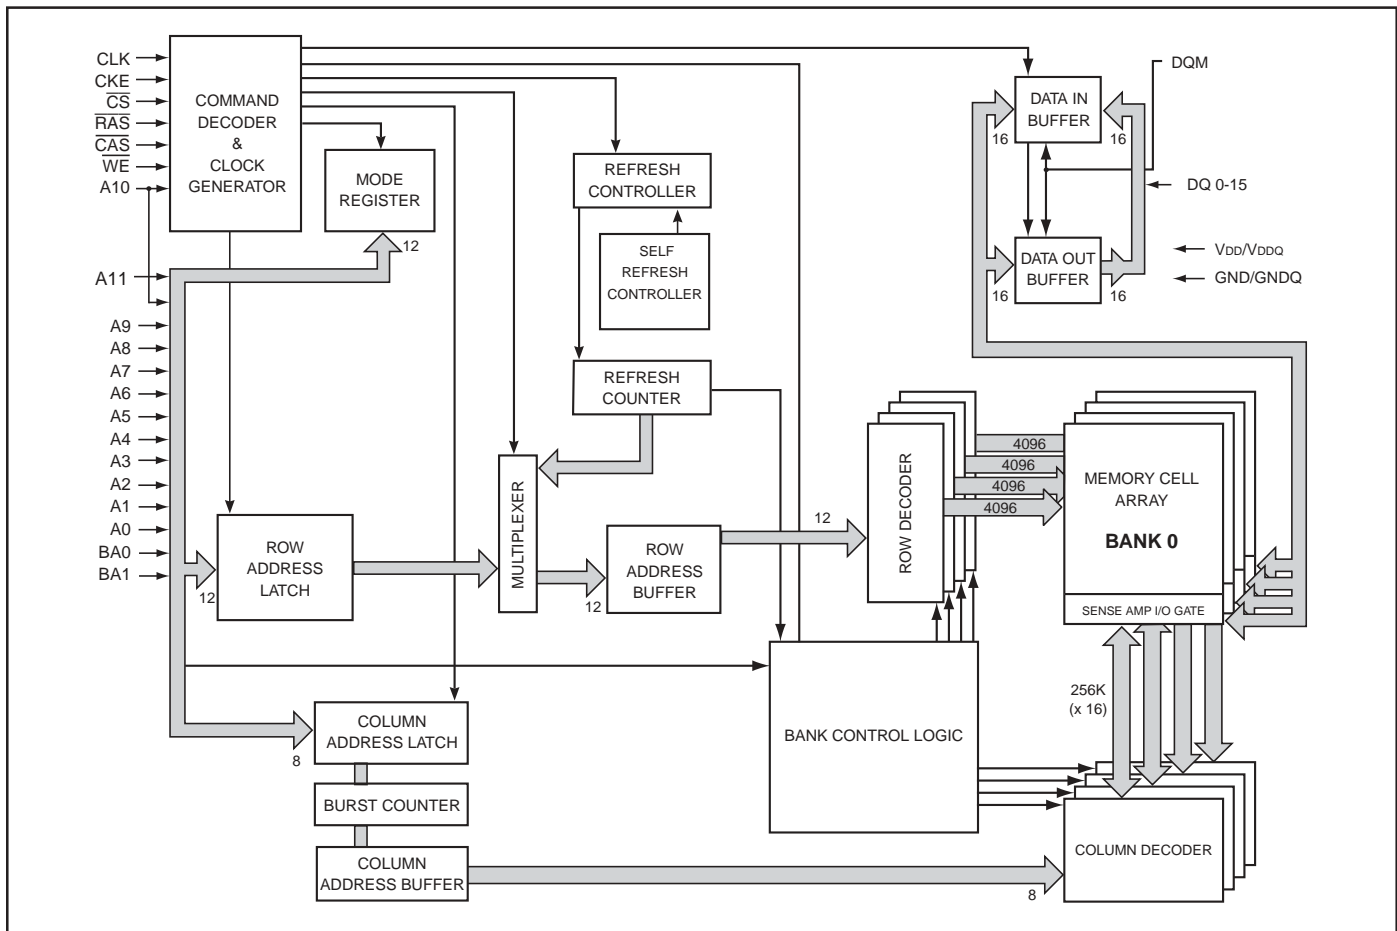 CLK
CKE
CS
RAS
CAS
WE
A10
A11
A9
A8
A7
A6
A5
A4
A3
A2
A1
A0
BA0
BA1
COMMAND
DECODER
&
CLOCK
GENERATOR
MODE
REGISTER
12
REFRESH
CONTROLLER
SELF
REFRESH
CONTROLLER
REFRESH
COUNTER
MULTIPLEXER
ROW
ADDRESS
LATCH
12
ROW
ADDRESS
BUFFER
12
12
COLUMN
ADDRESS LATCH
8
BURST COUNTER
COLUMN
ADDRESS BUFFER
8
BANK CONTROL LOGIC
ROW DECODER
4096
4096
4096
4096
MEMORY CELL
ARRAY
BANK 0
SENSE AMP I/O GATE
256K
(x 16)
COLUMN DECODER
DATA IN
BUFFER
16
16
DATA OUT
BUFFER
16
16
DQM
DQ 0-15
VDD/VDDQ
GND/GNDQ